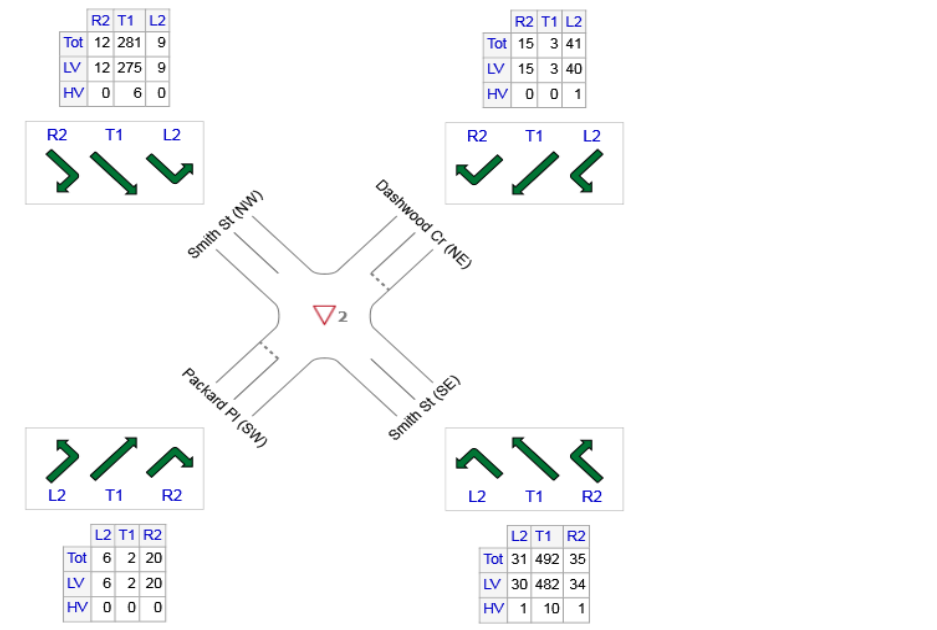 R2 T1 L2
Tot 12 281 9
LV 12 275 9
HV 0 6 0
R2 T1 L2
Tot 15 3 41
LV 15 3 40
HV 0 0 1
R2 T1 L2
R2 T1 L2
Smith St (NW)
Dashwood Cr (NE)
2
Packard Pl (SW)
Smith St (SE)
L2 T1 R2
L2 T1 R2
L2 T1 R2
Tot 6 2 20
LV 6 2 20
HV 0 0 0
L2 T1 R2
Tot 31 492 35
LV 30 482 34
HV 1 10 1